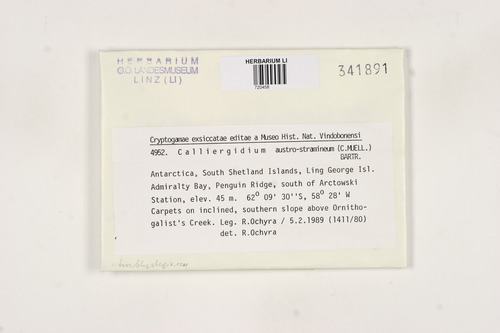 HERBARIUM
O.Ö. LANDESMUSEUM
LINZ (LI)
HERBARIUM LI
720458
341891
Cryptogamae exsiccatae editae a Museo Hist. Nat. Vindobonensi
4952. Calliergidium austro-stramineum (C.MUELL.)
BARTR.
Antarctica, South Shetland Islands, Ling George Isl.
Admiralty Bay, Penguin Ridge, south of Arctowski
Station, elev. 45 m. 62° 09' 30''S, 58° 28' W
Carpets on inclined, southern slope above Ornitho-
galist's Creek. Leg. R.Ochyra / 5.2.1989 (1411/80)
det. R.Ochyra